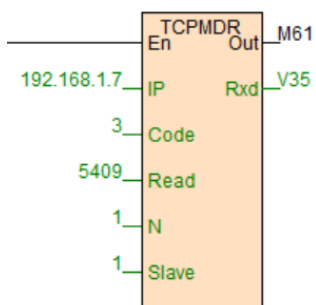 TCPMDR
En Out M61
192.168.1.7 IP Rxd V35
3 Code
5409 Read
1 N
1 Slave